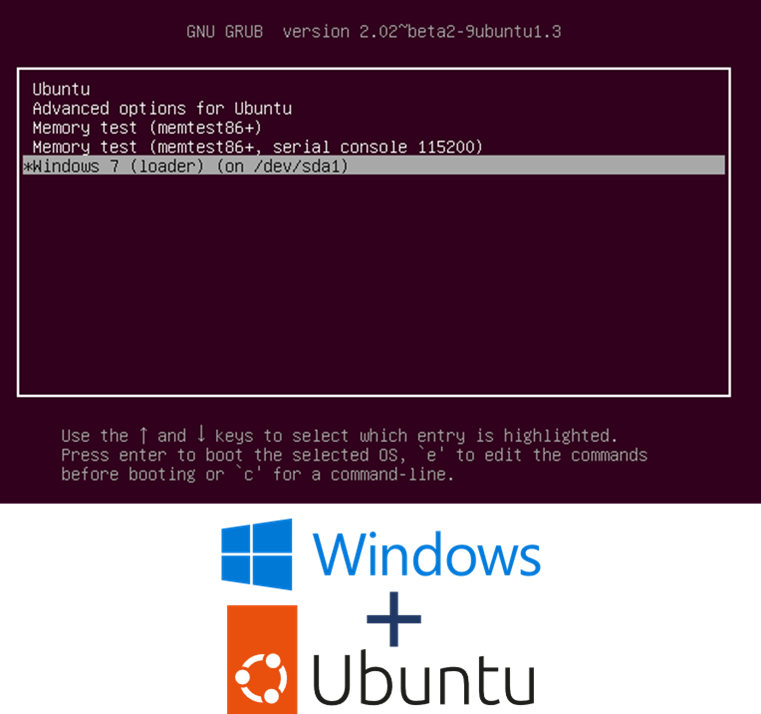 GNU GRUB  version 2.02~beta2-9ubuntu1.3
Ubuntu
Advanced options for Ubuntu
Memory test (memtest86+)
Memory test (memtest86+, serial console 115200)
*Windows 7 (loader) (on /dev/sda1)
Use the ↑ and ↓ keys to select which entry is highlighted.
Press enter to boot the selected OS, `e' to edit the commands
before booting or `c' for a command-line.
Windows
+
Ubuntu